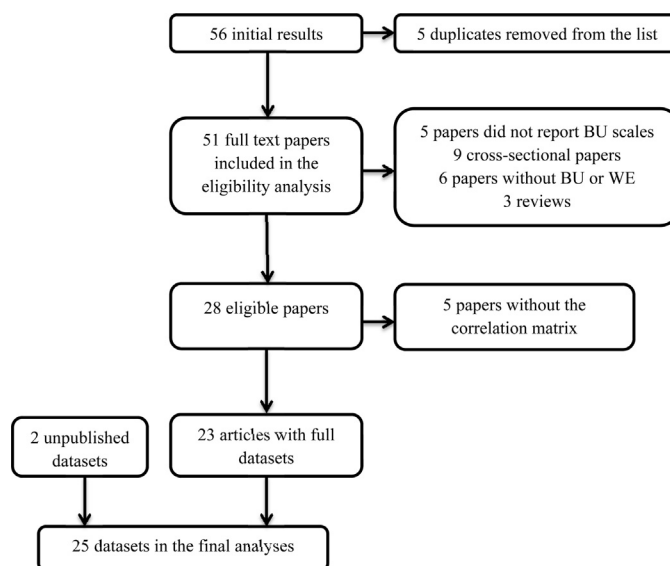 56 initial results
5 duplicates removed from the list
51 full text papers
included in the
eligibility analysis
5 papers did not report BU scales
9 cross-sectional papers
6 papers without BU or WE
3 reviews
28 eligible papers
5 papers without the
correlation matrix
2 unpublished
datasets
23 articles with full
datasets
25 datasets in the final analyses